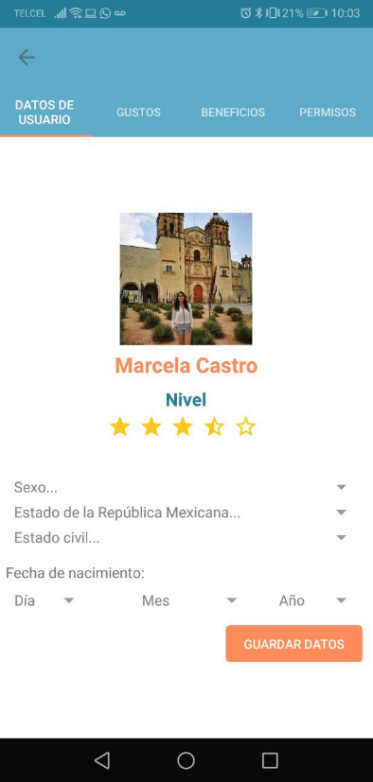 TELCEL 21% 10:03
DATOS DE USUARIO GUSTOS BENEFICIOS PERMISOS
Marcela Castro
Nivel
Sexo...
Estado de la República Mexicana...
Estado civil...
Fecha de nacimiento:
Día Mes Año
GUARDAR DATOS